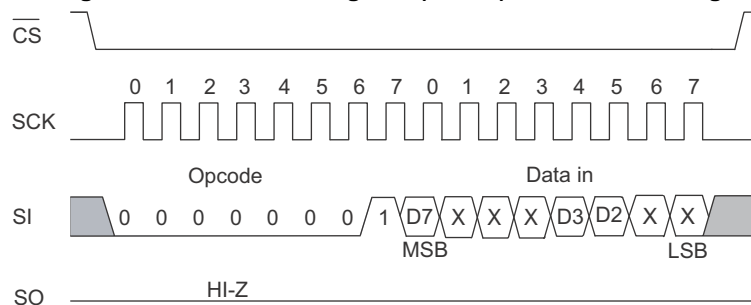 CS
0 1 2 3 4 5 6 7 0 1 2 3 4 5 6 7
SCK
Opcode Data in
SI 0 0 0 0 0 0 0 1 D7 X X X D3 D2 X X
MSB LSB
HI-Z
SO